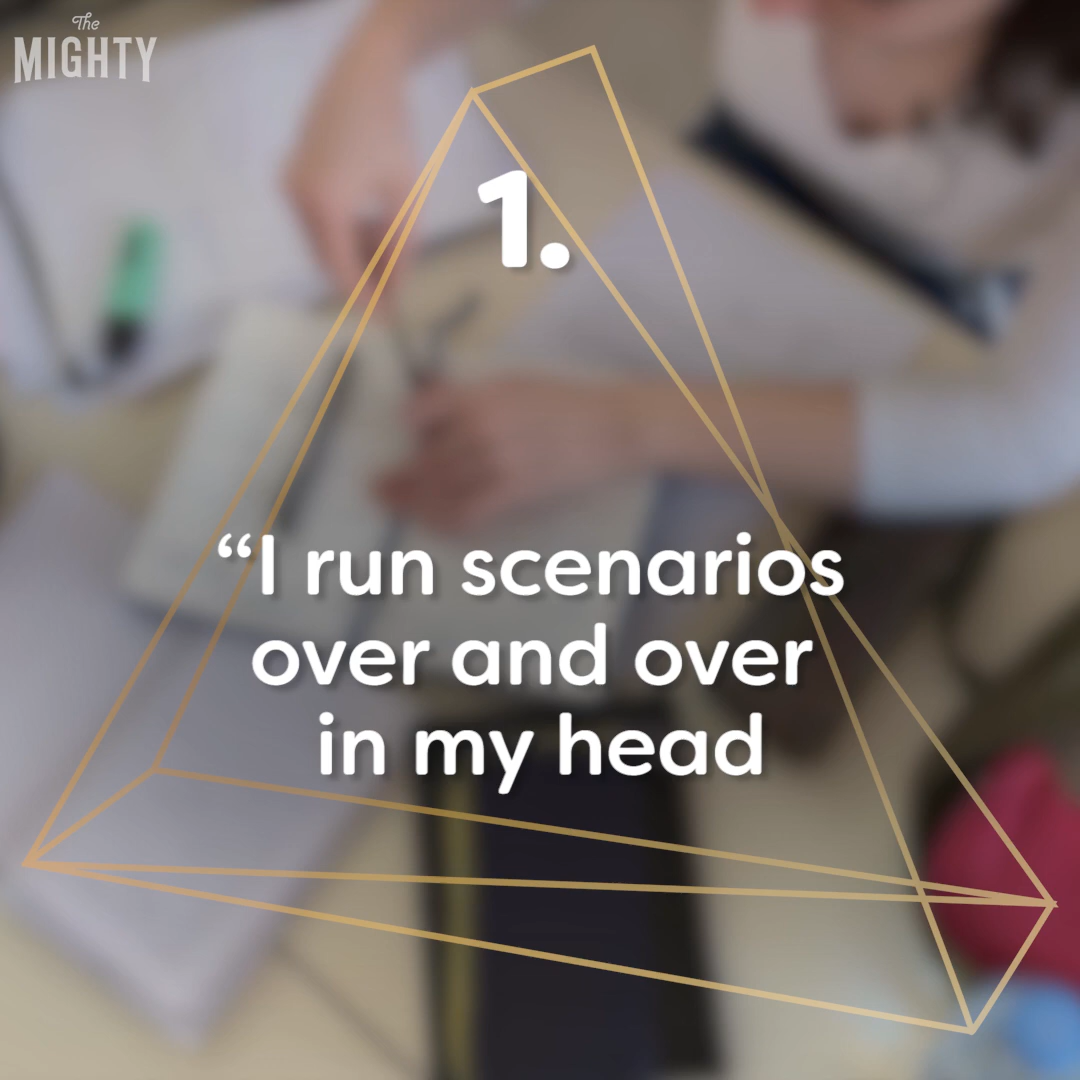 The
MIGHTY
1.
“I run scenarios
over and over
in my head